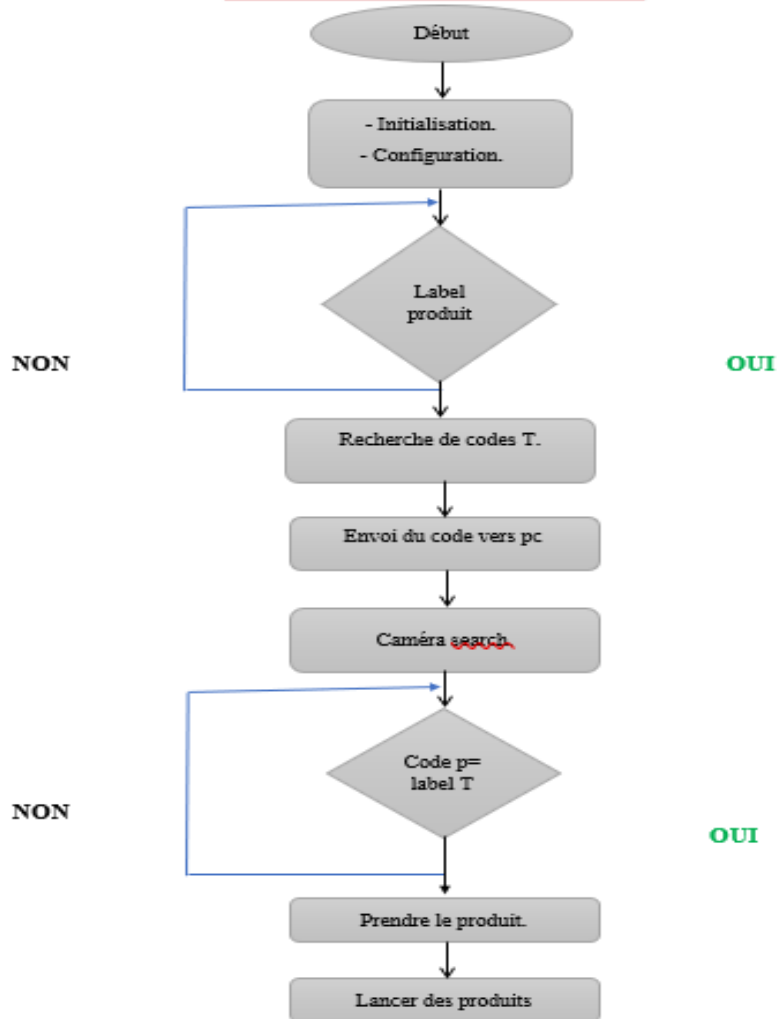 Début
- Initialisation.
- Configuration.
Label
produit
NON
OUI
Recherche de codes T.
Envoi du code vers pc
Caméra search
Code p=
label T
NON
OUI
Prendre le produit.
Lancer des produits